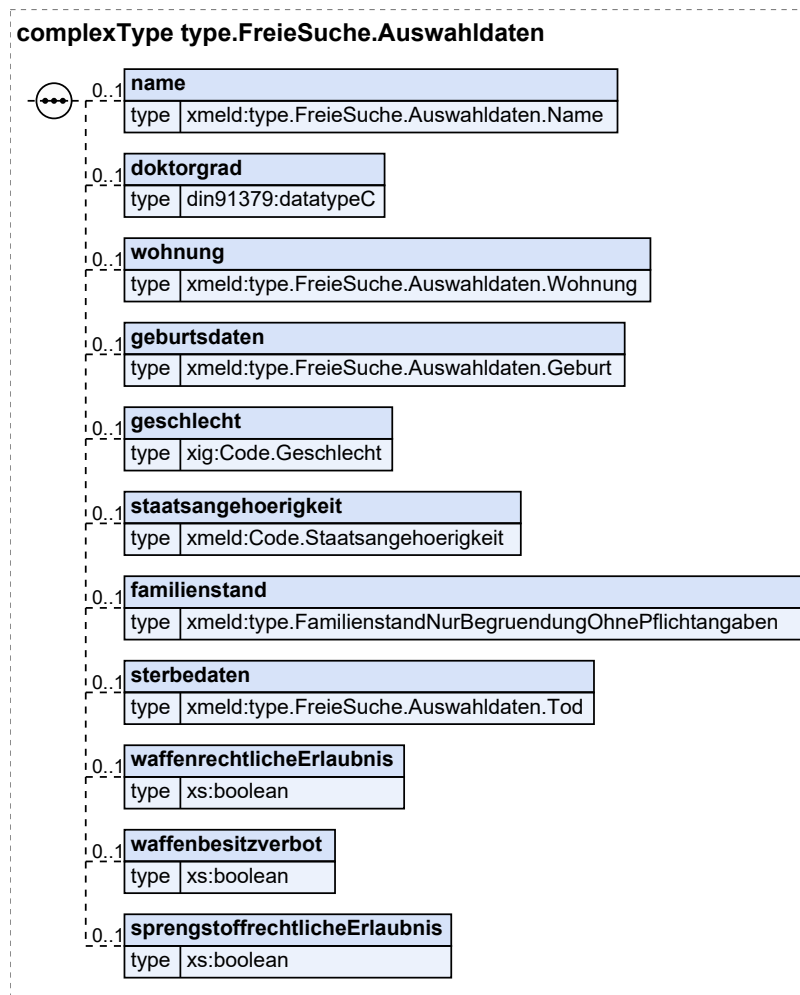 complexType type.FreieSuche.Auswahldaten
0..1 name
type xmeld:type.FreieSuche.Auswahldaten.Name
0..1 doktorgrad
type din91379:datatypeC
0..1 wohnung
type xmeld:type.FreieSuche.Auswahldaten.Wohnung
0..1 geburtsdaten
type xmeld:type.FreieSuche.Auswahldaten.Geburt
0..1 geschlecht
type xig:Code.Geschlecht
0..1 staatsangehoerigkeit
type xmeld:Code.Staatsangehoerigkeit
0..1 familienstand
type xmeld:type.FamilienstandNurBegruendungOhnePflichtangaben
0..1 sterbedaten
type xmeld:type.FreieSuche.Auswahldaten.Tod
0..1 waffenrechtlicheErlaubnis
type xs:boolean
0..1 waffenbesitzverbot
type xs:boolean
0..1 sprengstoffrechtlicheErlaubnis
type xs:boolean